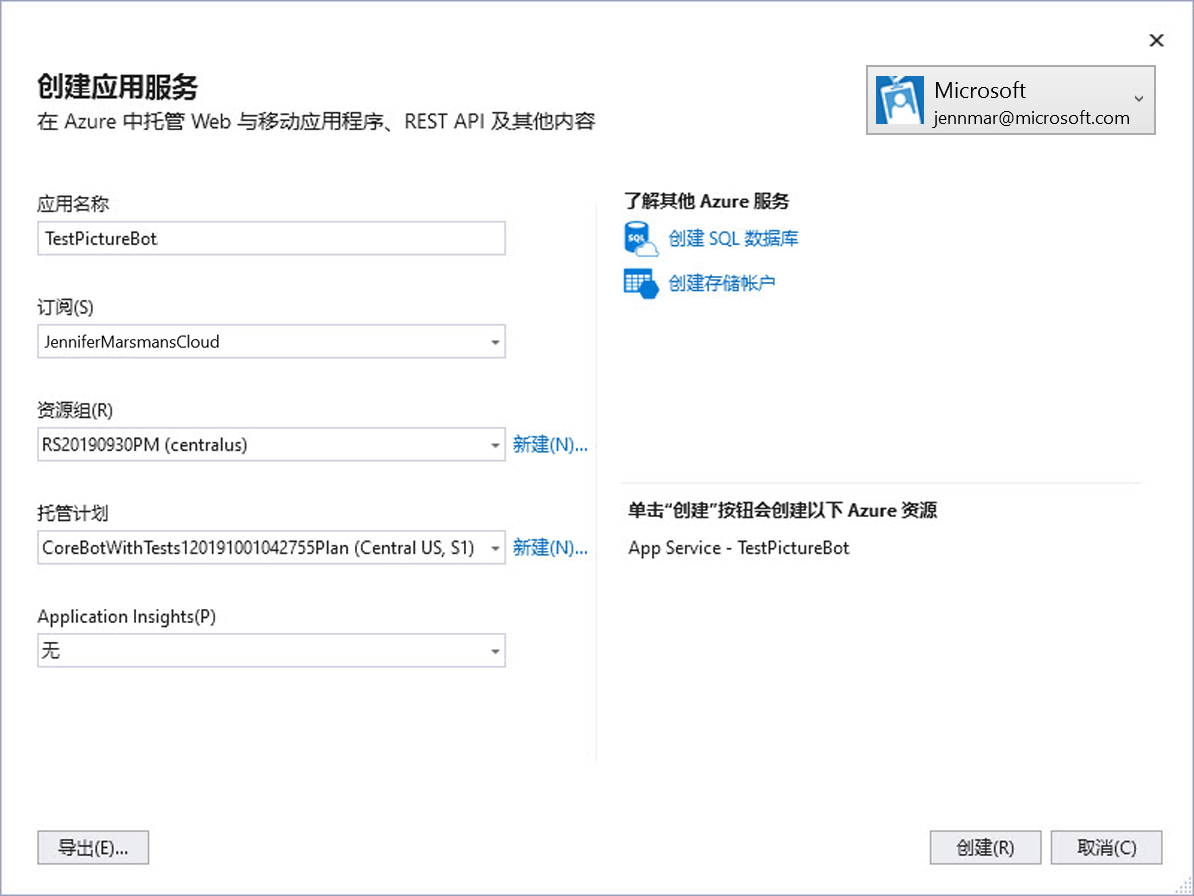 创建应用服务
在 Azure 中托管 Web 与移动应用程序、REST API 及其他内容
Microsoft
jennmar@microsoft.com
应用名称
TestPictureBot
订阅(S)
JenniferMarsmansCloud
资源组(R)
RS20190930PM (centralus)
新建(N)...
托管计划
CoreBotWithTests120191001042755Plan (Central US, S1)
新建(N)...
Application Insights(P)
无
了解其他 Azure 服务
SQL
创建 SQL 数据库
创建存储帐户
单击“创建”按钮会创建以下 Azure 资源
App Service - TestPictureBot
导出(E)...
创建(R)
取消(C)